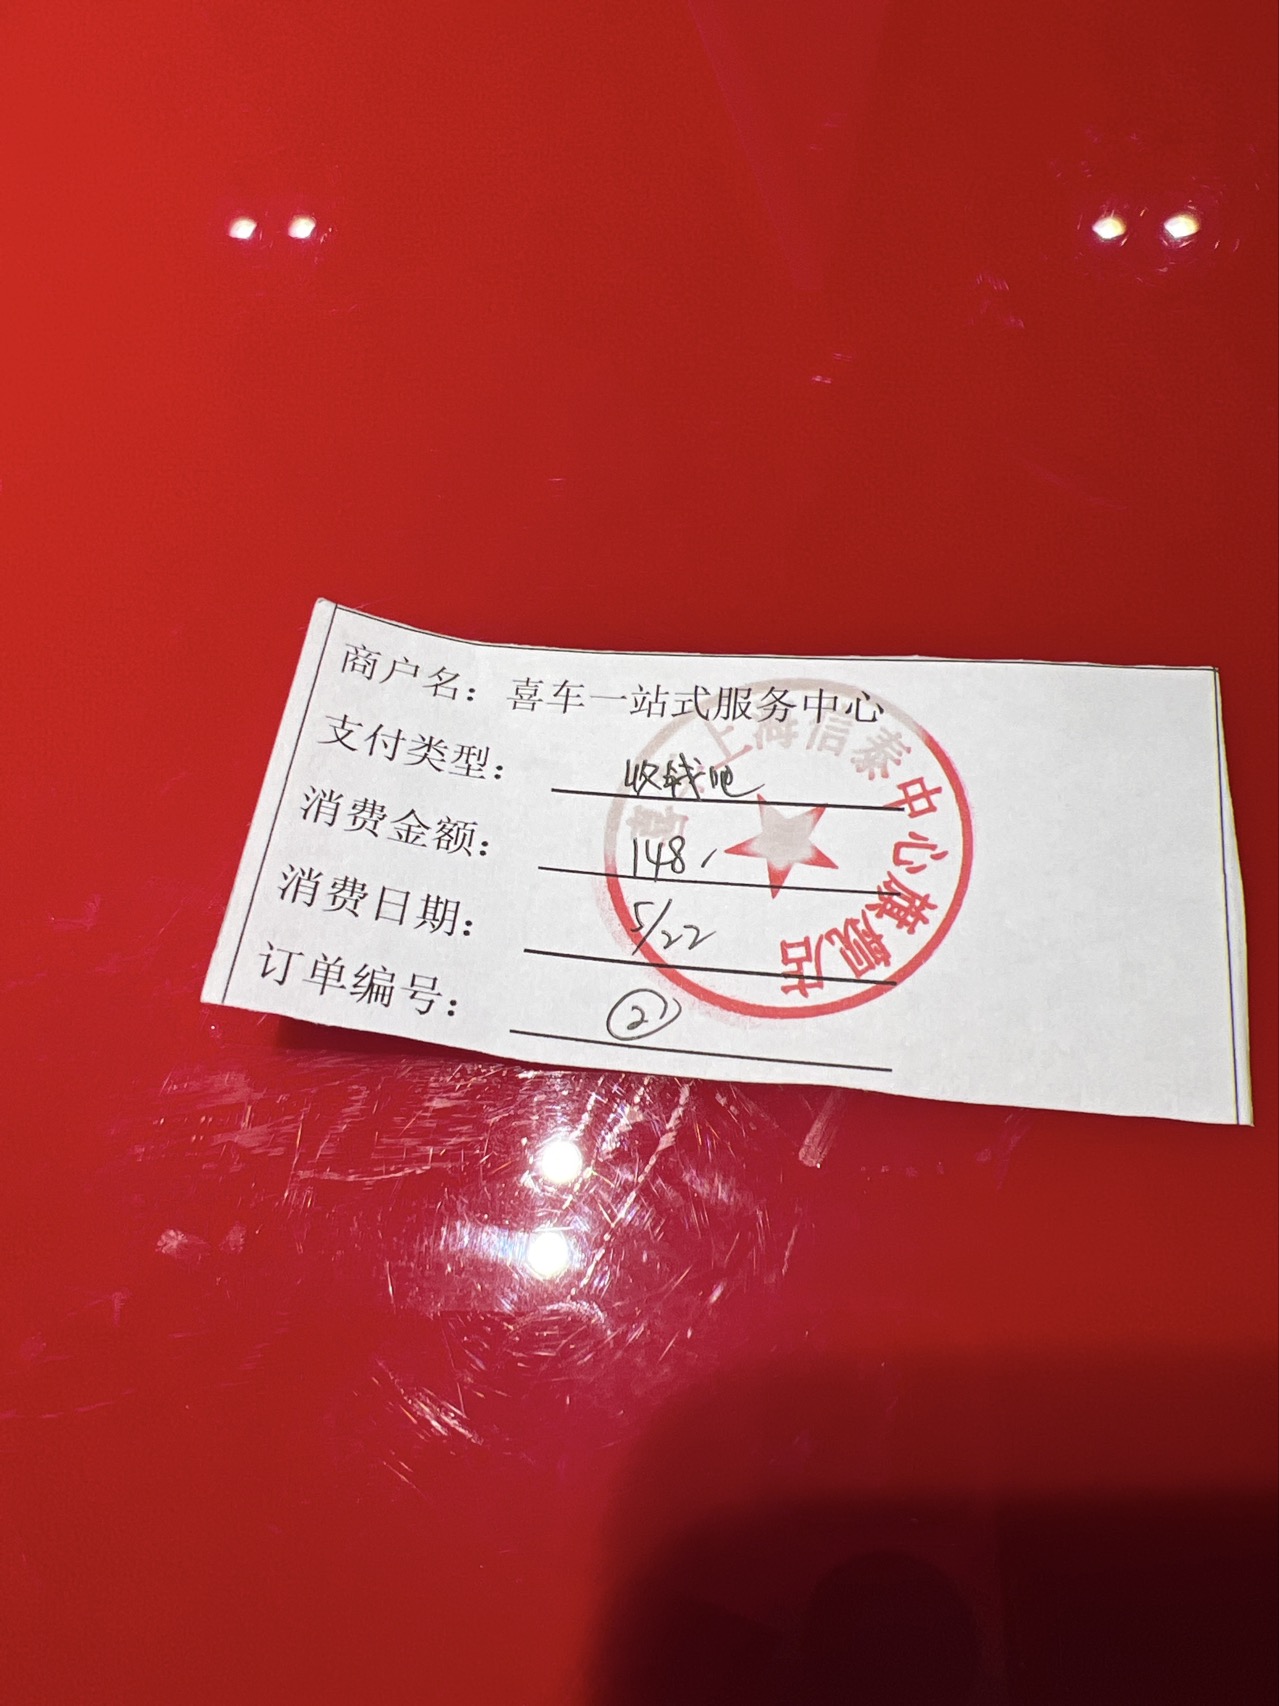 商户名：喜车一站式服务中心
支付类型：收钱吧
消费金额：148
消费日期：5/22
订单编号：②
上海信泰中心旗舰店